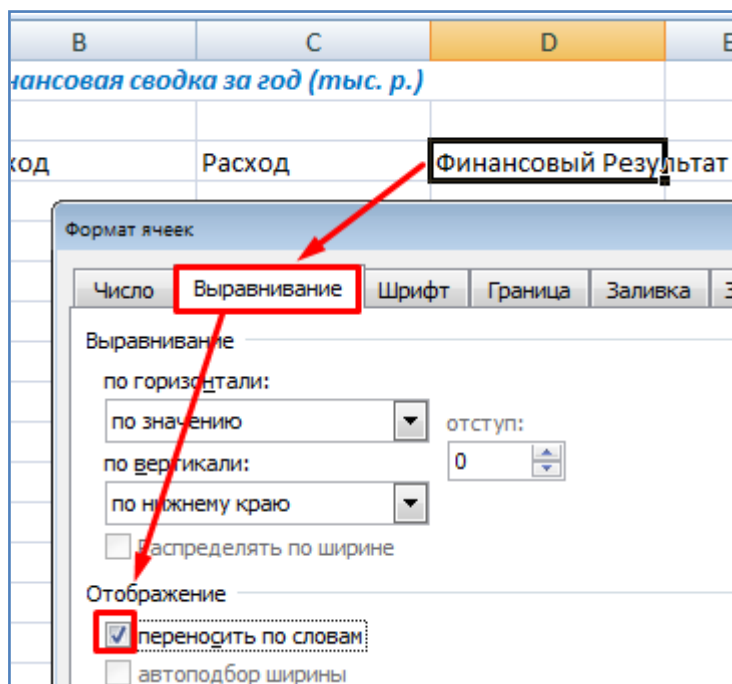 B C D E
нансовая сводка за год (тыс. р.)
ход Расход Финансовый Результат
Формат ячеек
Число Выравнивание Шрифт Граница Заливка З
Выравнивание
по горизонтали:
по значению отступ:
по вертикали: 0
по нижнему краю
Распределять по ширине
Отображение
переносить по словам
автоподбор ширины